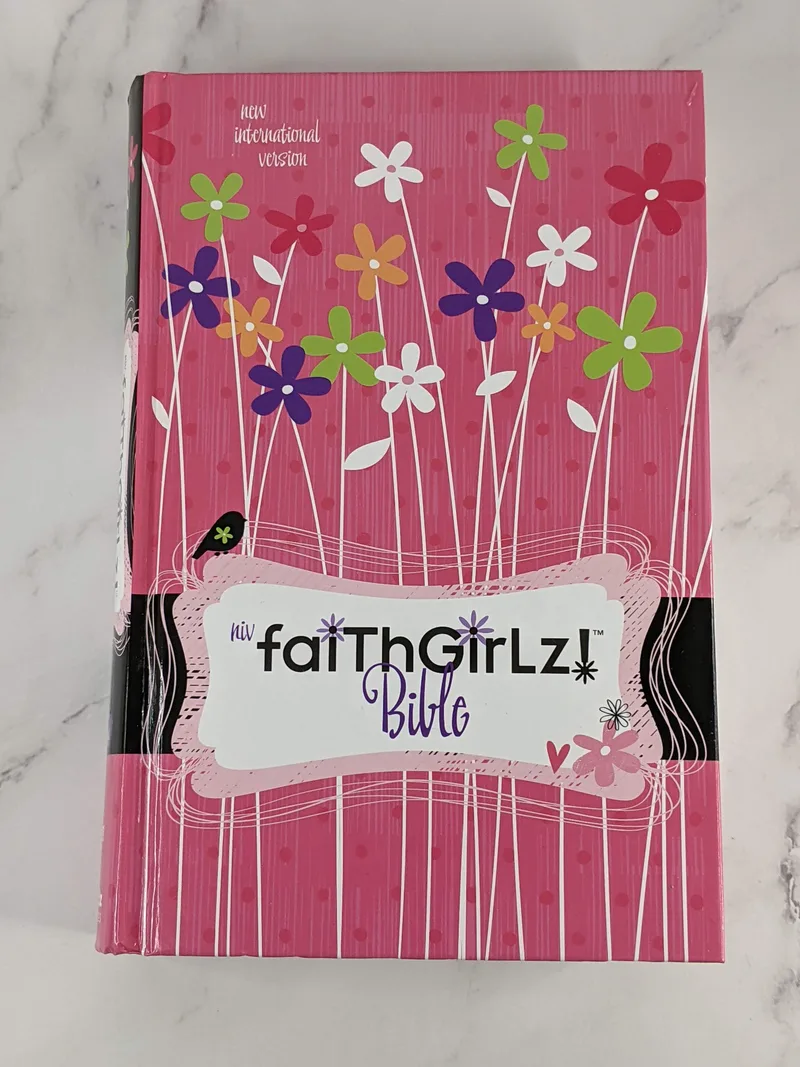 new
international
version
niv faiThGirLz!™
Bible